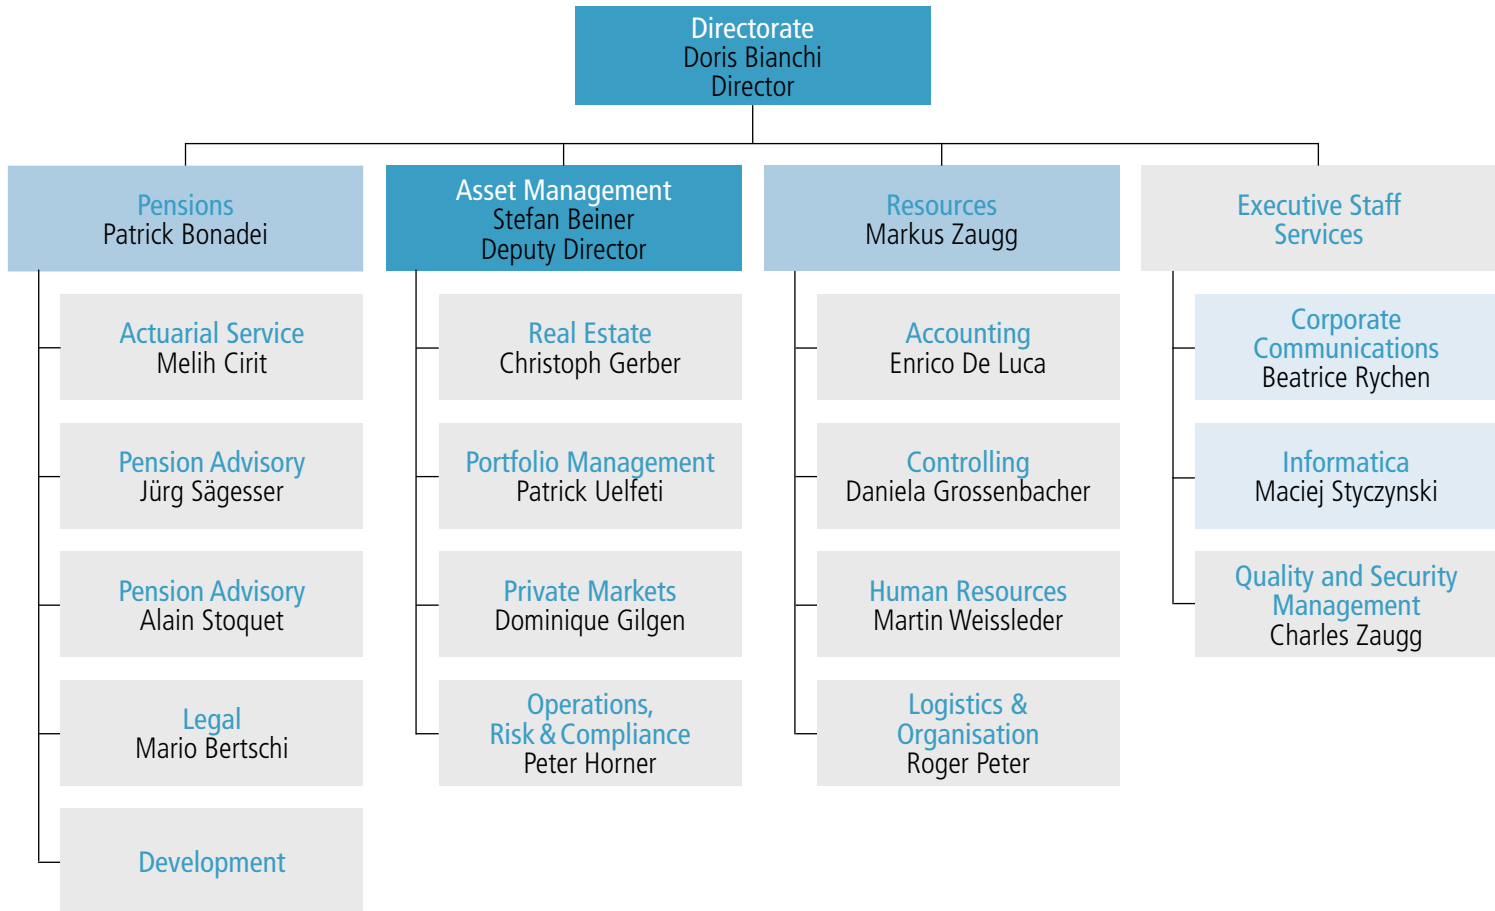 Directorate
Doris Bianchi
Director
Pensions
Patrick Bonadei
Asset Management
Stefan Beiner
Deputy Director
Resources
Markus Zaugg
Executive Staff
Services
Actuarial Service
Melih Cirit
Pension Advisory
Jürg Sägesser
Pension Advisory
Alain Stoquet
Legal
Mario Bertschi
Development
Real Estate
Christoph Gerber
Portfolio Management
Patrick Uelfeti
Private Markets
Dominique Gilgen
Operations,
Risk & Compliance
Peter Horner
Accounting
Enrico De Luca
Controlling
Daniela Grossenbacher
Human Resources
Martin Weissleder
Logistics &
Organisation
Roger Peter
Corporate
Communications
Beatrice Rychen
Informatica
Maciej Styczynski
Quality and Security
Management
Charles Zaugg